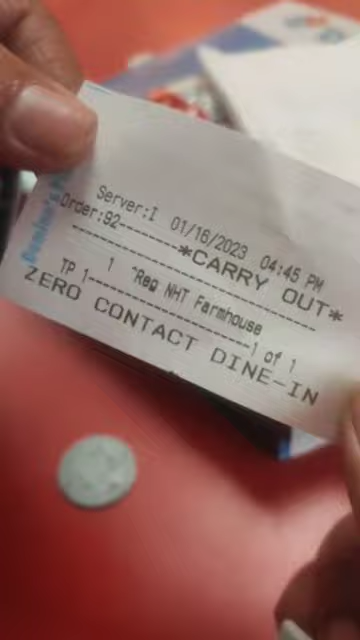 Server:I 01/16/2023 04:45 PM
Order:92-------*CARRY OUT*
--------------------------------
1 ^Reg NHT Farmhouse
TP 1--------------------1 of 1
ZERO CONTACT DINE-IN